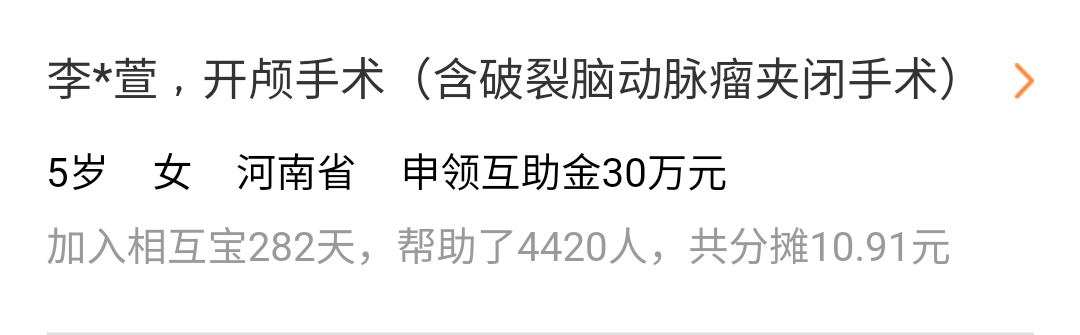 李*萱，开颅手术（含破裂脑动脉瘤夹闭手术）
5岁 女 河南省 申领互助金30万元
加入相互宝282天，帮助了4420人，共分摊10.91元